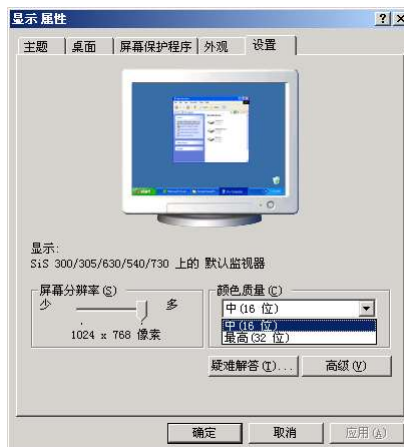 显示 属性
主题 桌面 屏幕保护程序 外观 设置
显示:
SiS 300/305/630/540/730 上的 默认监视器
屏幕分辨率(S)
少 多
1024 x 768 像素
颜色质量(C)
中(16 位)
中(16 位)
最高(32 位)
疑难解答(T)... 高级(V)
确定 取消 应用(A)